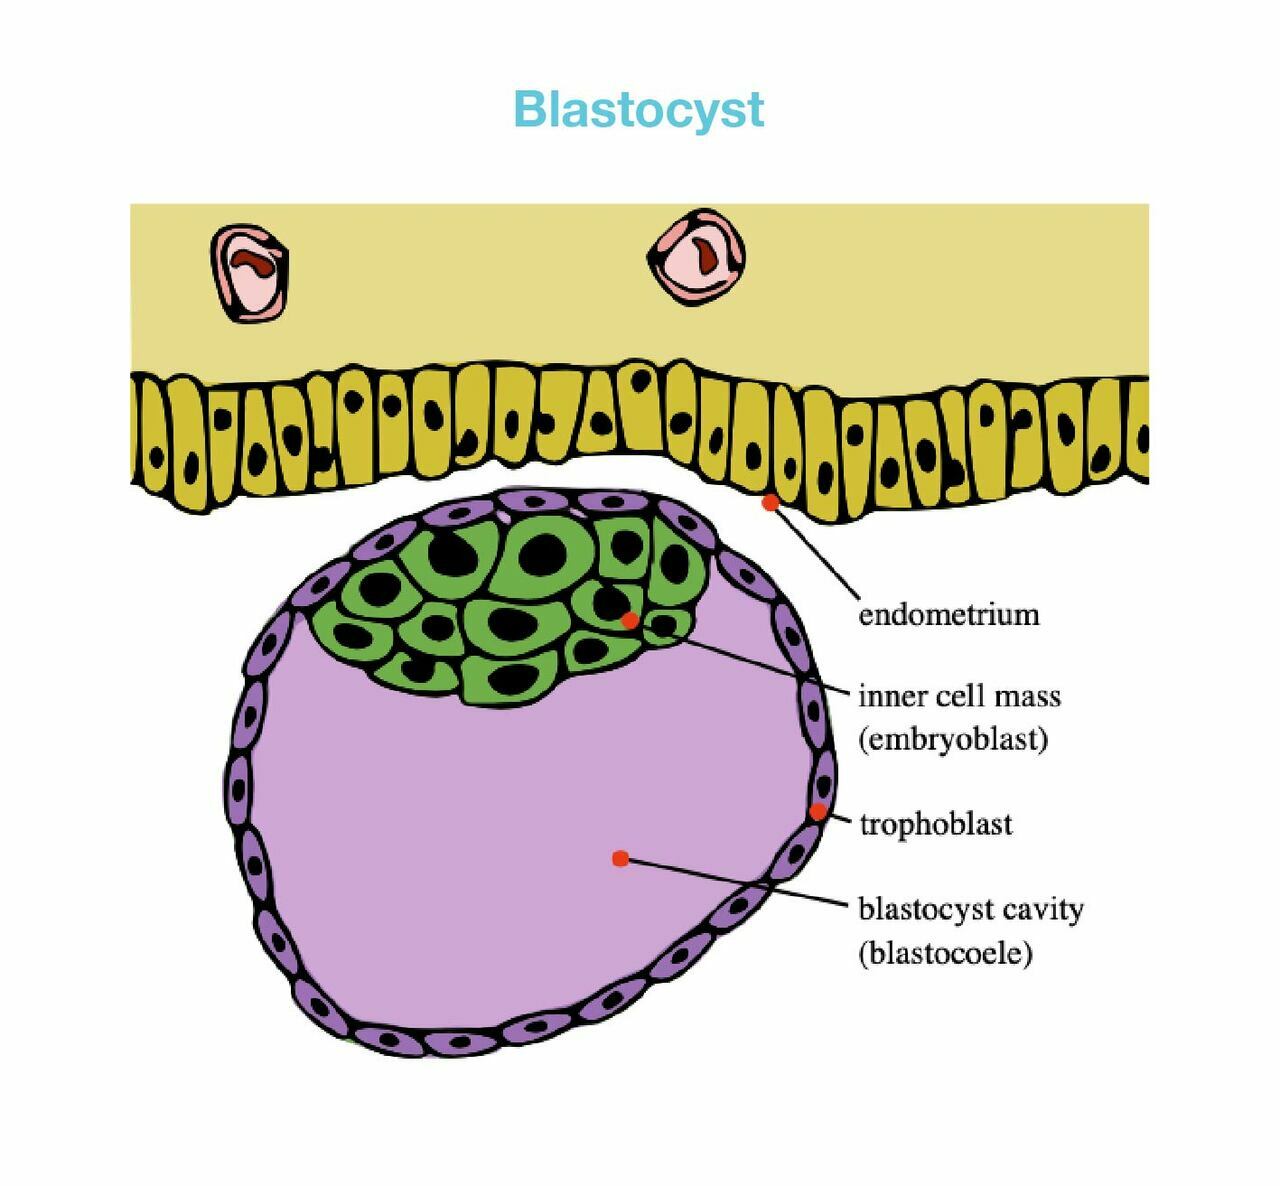 Blastocyst
endometrium
inner cell mass
(embryoblast)
trophoblast
blastocyst cavity
(blastocoele)